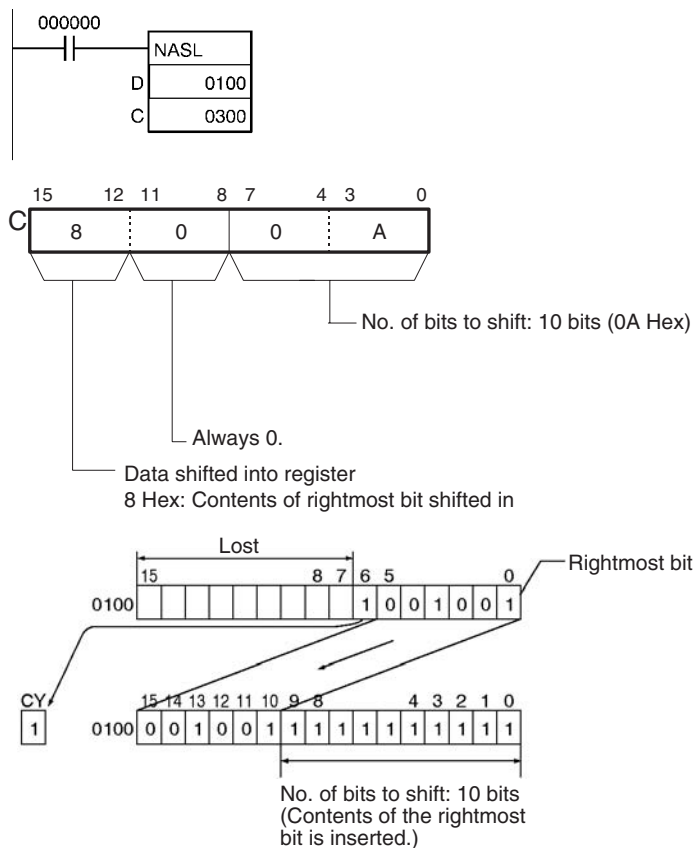 000000
NASL
D 0100
C 0300
15 12 11 8 7 4 3 0
C 8 0 0 A
No. of bits to shift: 10 bits (0A Hex)
Always 0.
Data shifted into register
8 Hex: Contents of rightmost bit shifted in
Lost
15 8 7 6 5 0
Rightmost bit
0100 1 0 0 1 0 0 1
CY 15 14 13 12 11 10 9 8 4 3 2 1 0
1 0100 0 0 1 0 0 1 1 1 1 1 1 1 1 1 1 1
No. of bits to shift: 10 bits
(Contents of the rightmost
bit is inserted.)